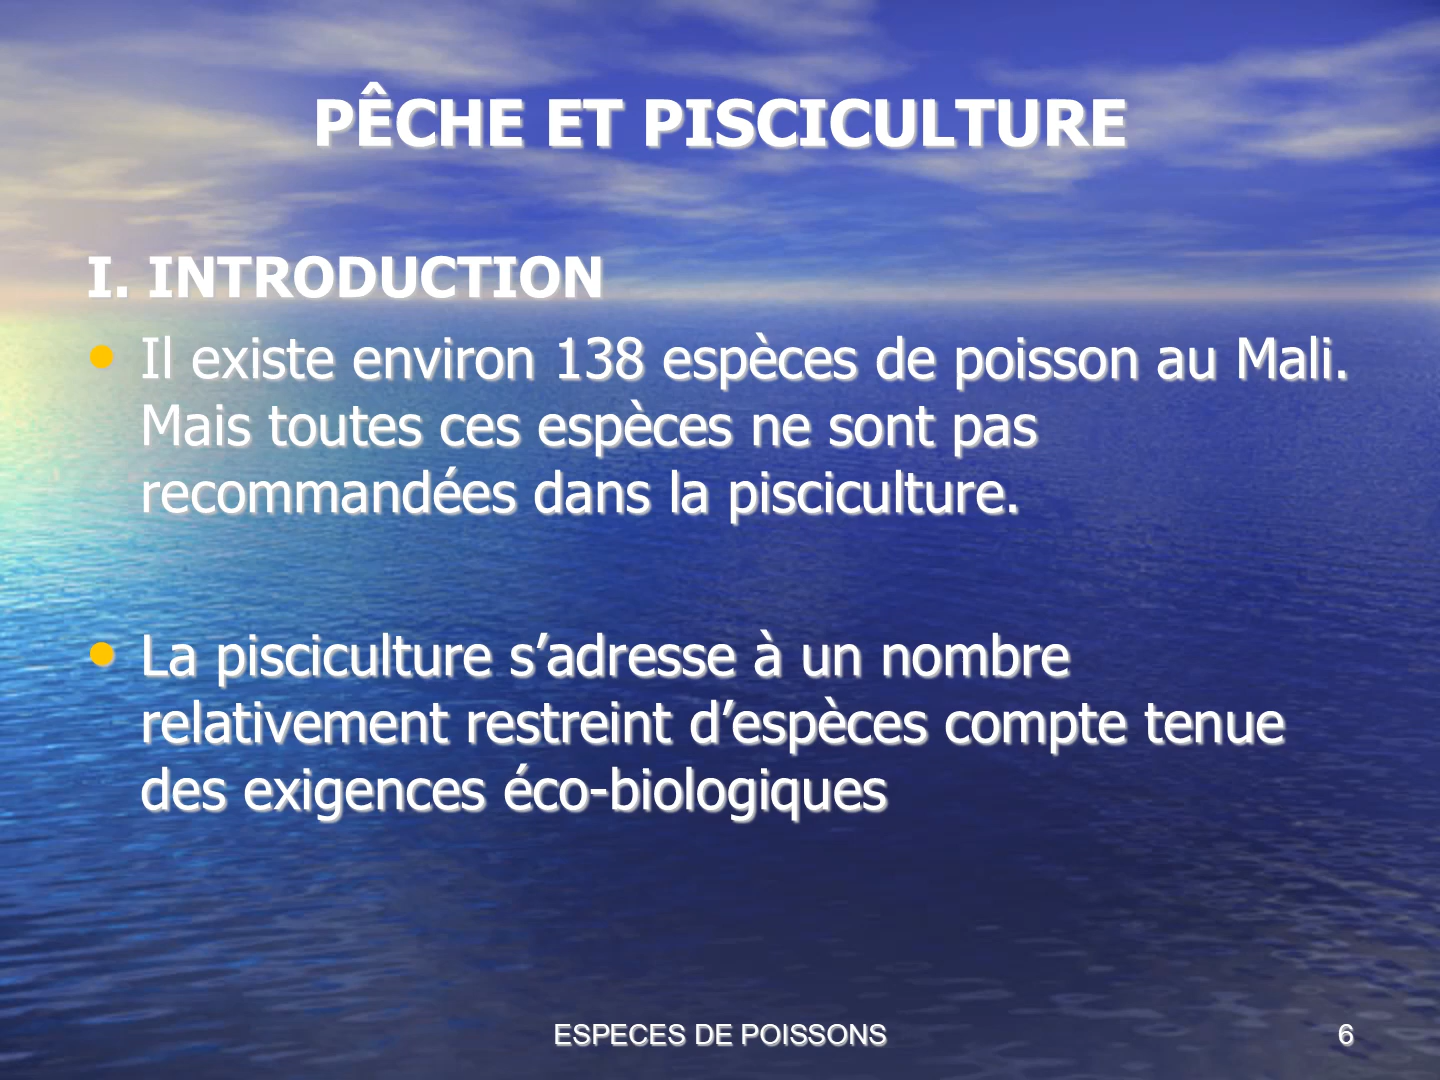 PÊCHE ET PISCICULTURE
I. INTRODUCTION
• Il existe environ 138 espèces de poisson au Mali.
Mais toutes ces espèces ne sont pas
recommandées dans la pisciculture.
• La pisciculture s’adresse à un nombre
relativement restreint d’espèces compte tenue
des exigences éco-biologiques
ESPECES DE POISSONS
6